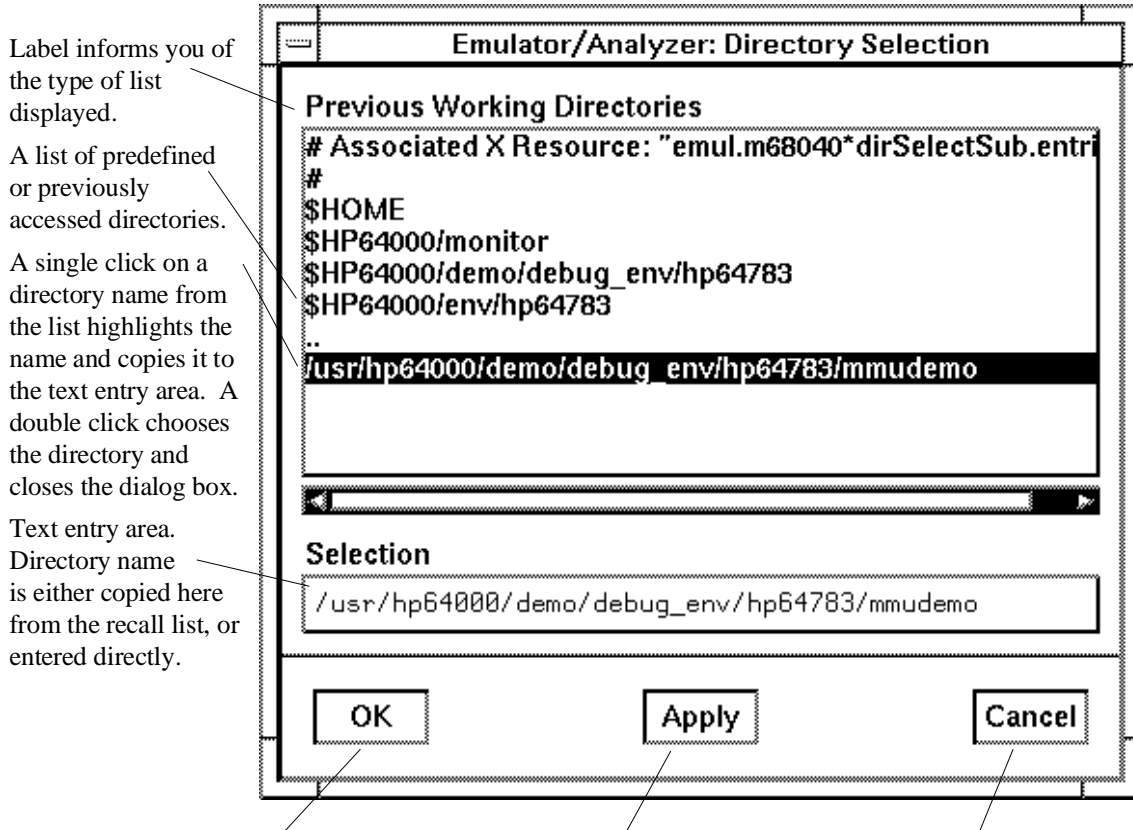 Label informs you of
the type of list
displayed.
A list of predefined
or previously
accessed directories.
A single click on a
directory name from
the list highlights the
name and copies it to
the text entry area. A
double click chooses
the directory and
closes the dialog box.
Text entry area.
Directory name
is either copied here
from the recall list, or
entered directly.
Emulator/Analyzer: Directory Selection
Previous Working Directories
# Associated X Resource: "emul.m68040*dirSelectSub.entri
#
$HOME
$HP64000/monitor
$HP64000/demo/debug_env/hp64783
$HP64000/env/hp64783
..
/usr/hp64000/demo/debug_env/hp64783/mmudemo
Selection
/usr/hp64000/demo/debug_env/hp64783/mmudemo
OK
Apply
Cancel